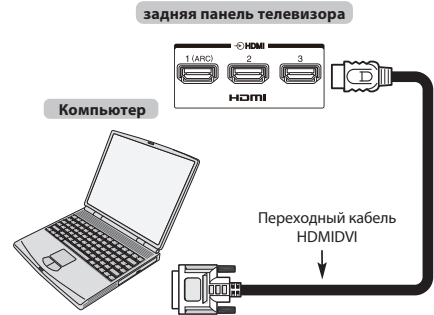 задняя панель телевизора
HDMI
1 (ARC) 2 3
HDMI
Компьютер
D
Переходный кабель
HDMIDVI